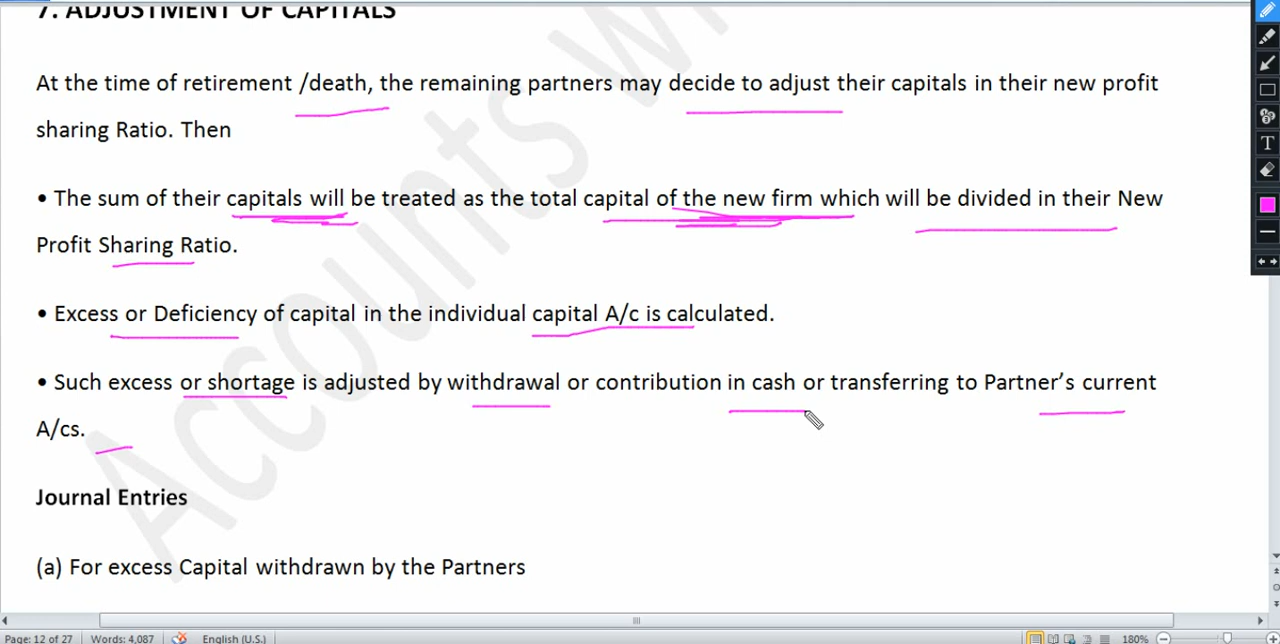 7. ADJUSTMENT OF CAPITALS
At the time of retirement /death, the remaining partners may decide to adjust their capitals in their new profit
sharing Ratio. Then
• The sum of their capitals will be treated as the total capital of the new firm which will be divided in their New
Profit Sharing Ratio.
• Excess or Deficiency of capital in the individual capital A/c is calculated.
• Such excess or shortage is adjusted by withdrawal or contribution in cash or transferring to Partner’s current
A/cs.
Journal Entries
(a) For excess Capital withdrawn by the Partners
Accounts w
T
Page: 12 of 27 Words: 4,087 English (U.S.) 180%